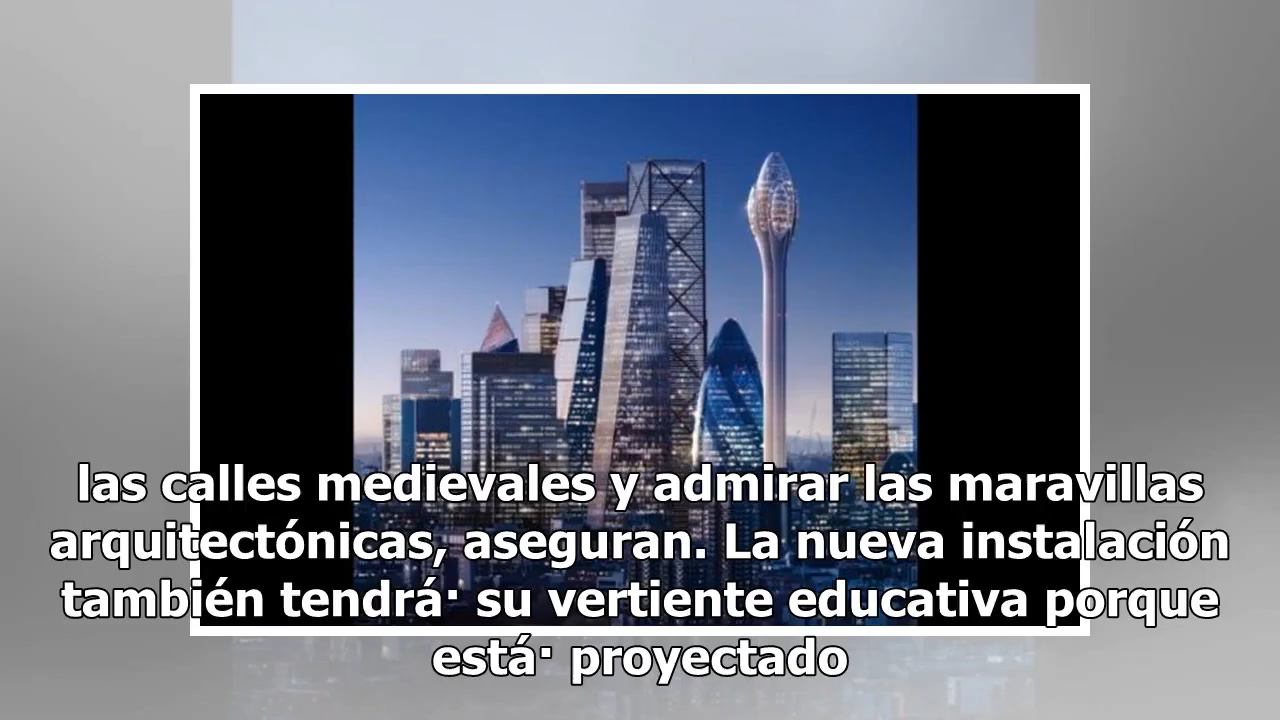 las calles medievales y admirar las maravillas
arquitectónicas, aseguran. La nueva instalación
también tendrá· su vertiente educativa porque
está· proyectado